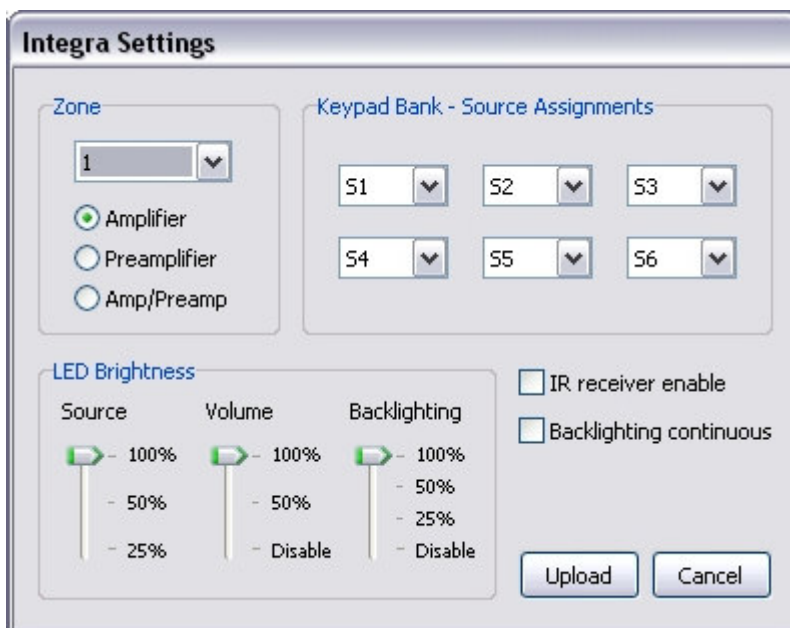 Integra Settings
Zone
1
Amplifier
Preamplifier
Amp/Preamp
Keypad Bank - Source Assignments
S1 S2 S3
S4 S5 S6
LED Brightness
Source Volume Backlighting
100% 100% 100%
50% 50% 50%
25%
25% Disable Disable
IR receiver enable
Backlighting continuous
Upload Cancel